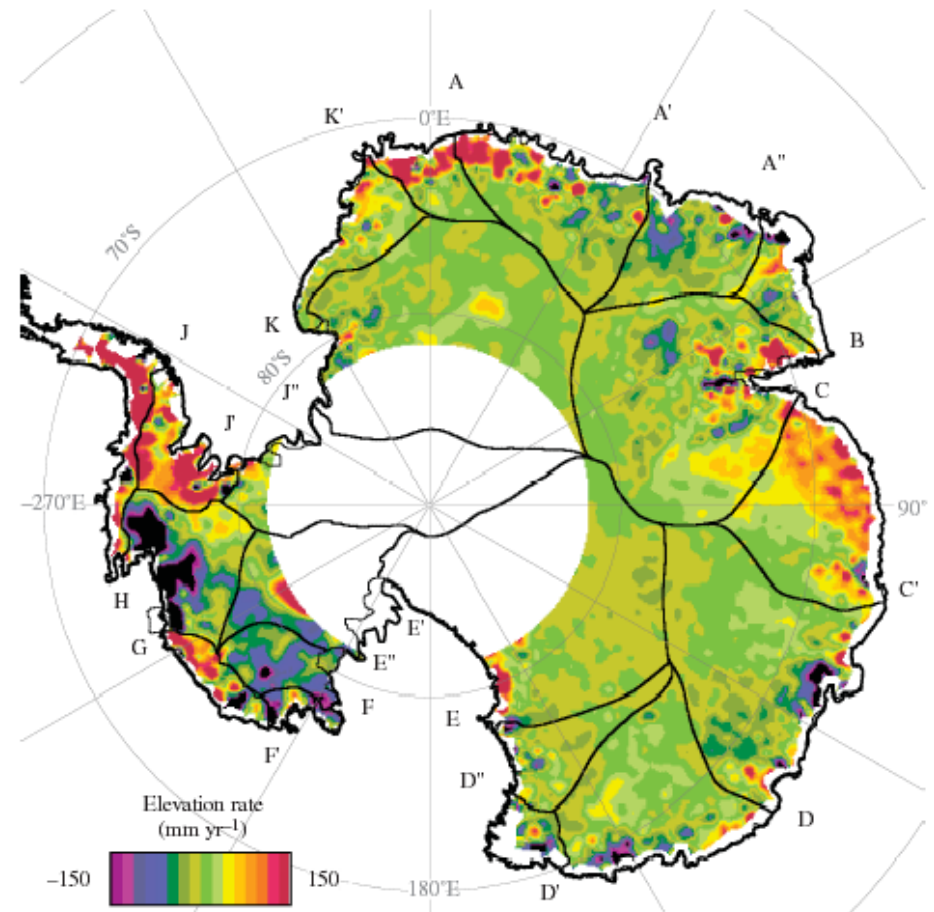 A
K'
0°E
A'
A"
70°S
K
J
80°S
J"
B
C
J'
–270°E
90°
C'
H
G
E'
E"
F
E
F'
D"
D
Elevation rate
(mm yr–1)
–150
150
180°E
D'